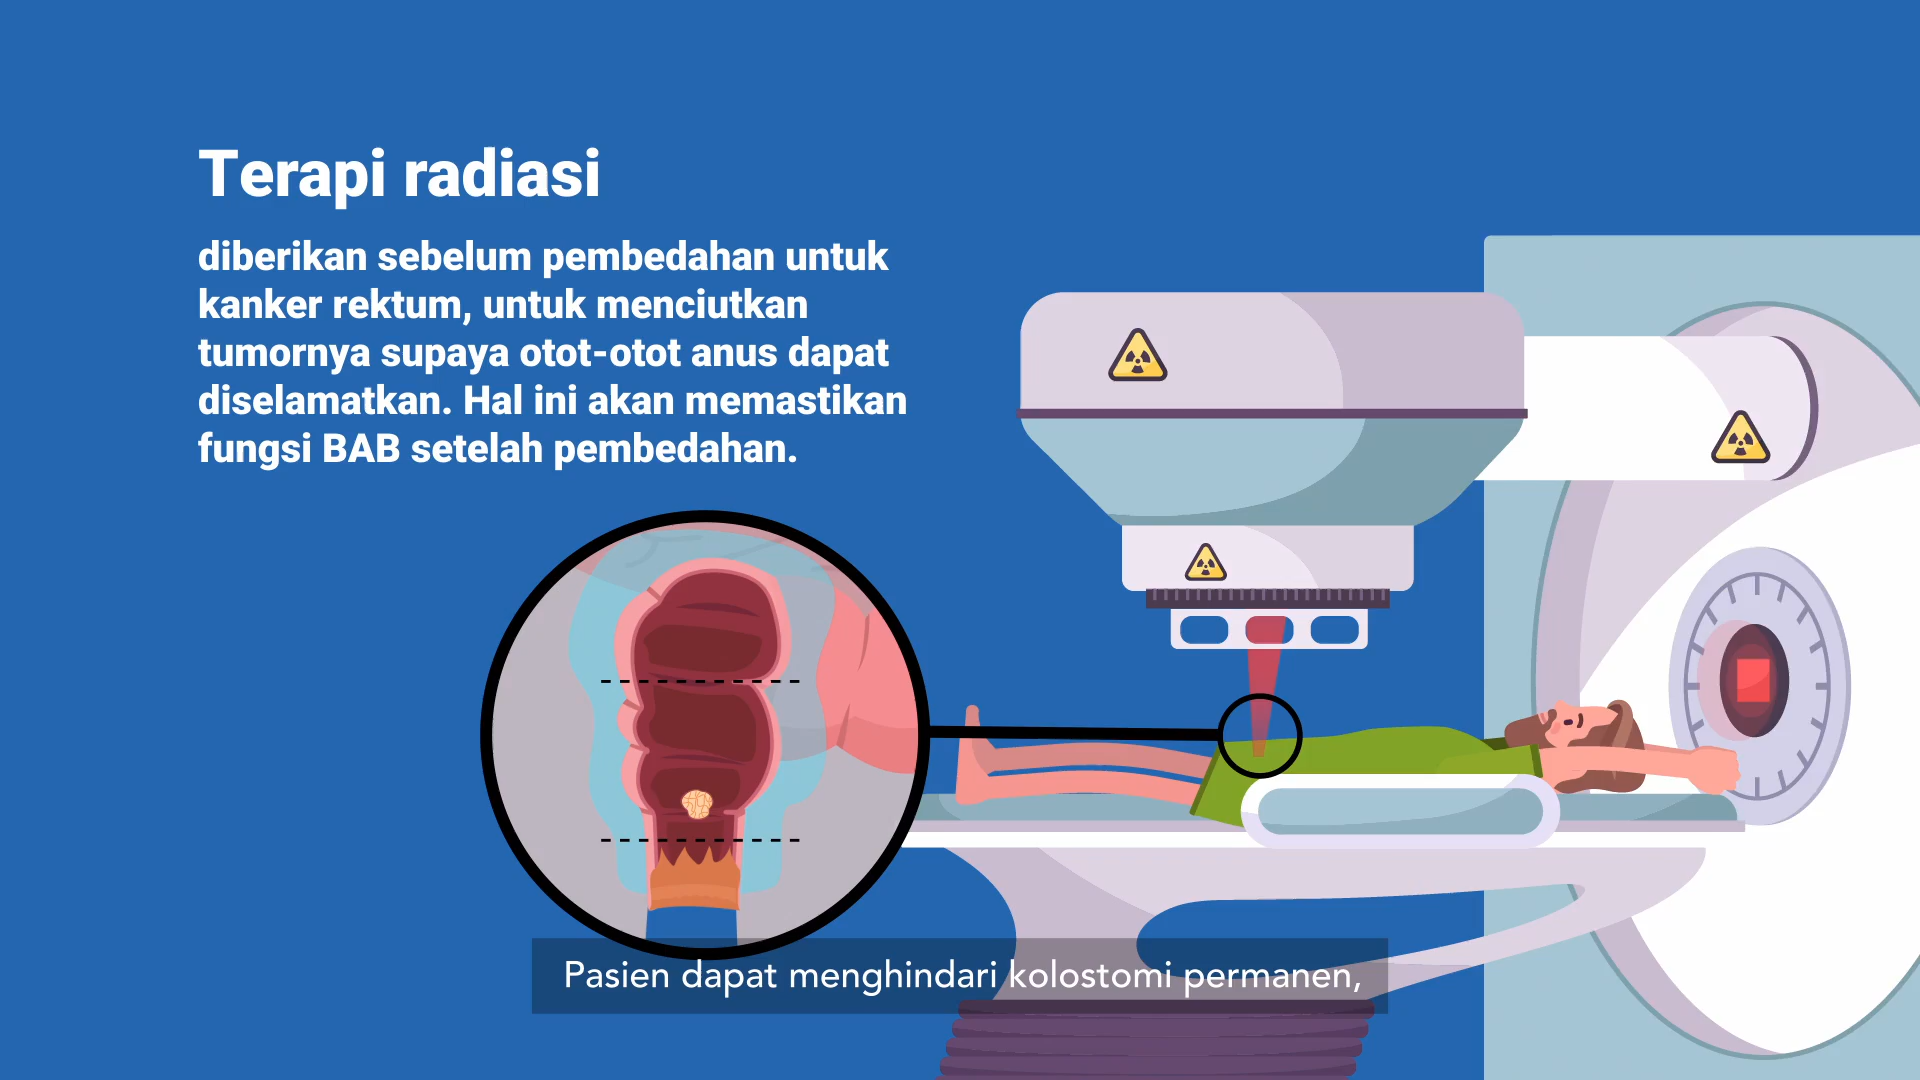 Terapi radiasi
diberikan sebelum pembedahan untuk
kanker rektum, untuk menciutkan
tumornya supaya otot-otot anus dapat
diselamatkan. Hal ini akan memastikan
fungsi BAB setelah pembedahan.
Pasien dapat menghindari kolostomi permanen,